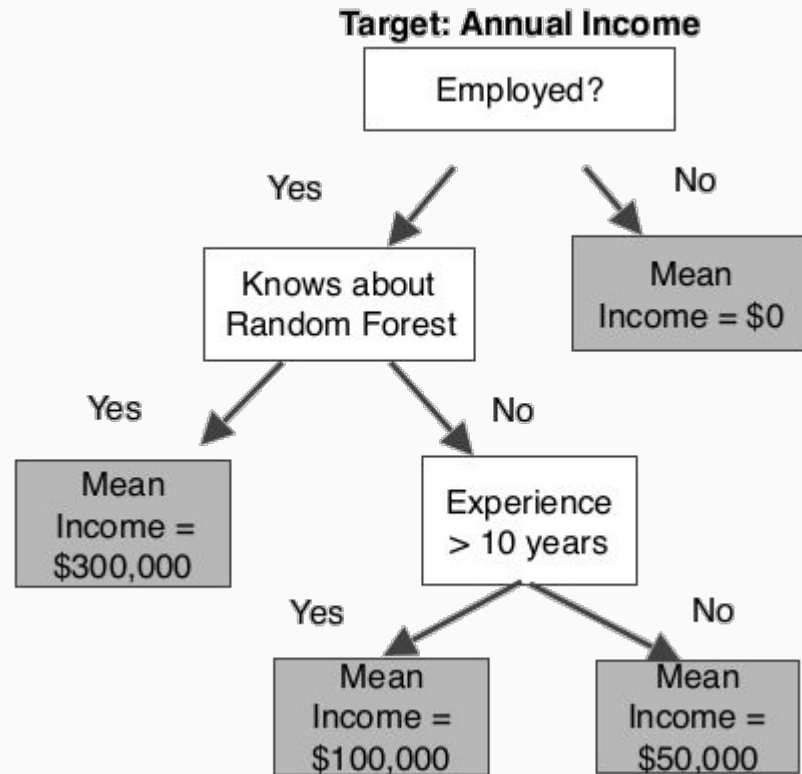 Target: Annual Income
Employed?
Yes
No
Knows about
Random Forest
Mean
Income = $0
Yes
No
Mean
Income =
$300,000
Experience
> 10 years
Yes
No
Mean
Income =
$100,000
Mean
Income =
$50,000